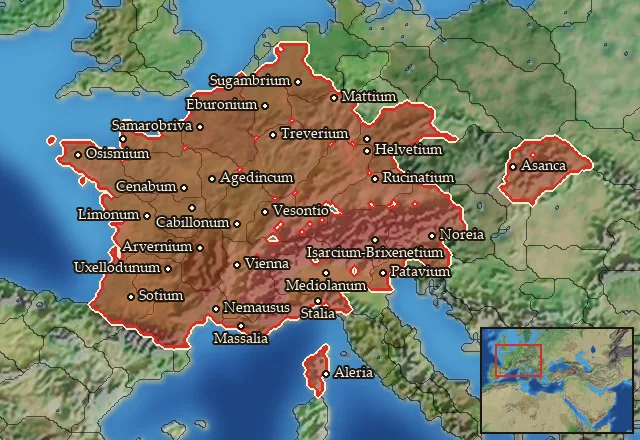 Sugambrium
Mattium
Eburonium
Samarobriva
Treverium
Helvetium
Osismium
Asanca
Agedincum
Rucinatium
Cenabum
Limonum
Vesontio
Cabillonum
Noreia
Arvernium
Isarcium-Brixenetium
Uxellodunum
Vienna
Patavium
Mediolanum
Sotium
Nemausus
Stalia
Massalia
Aleria